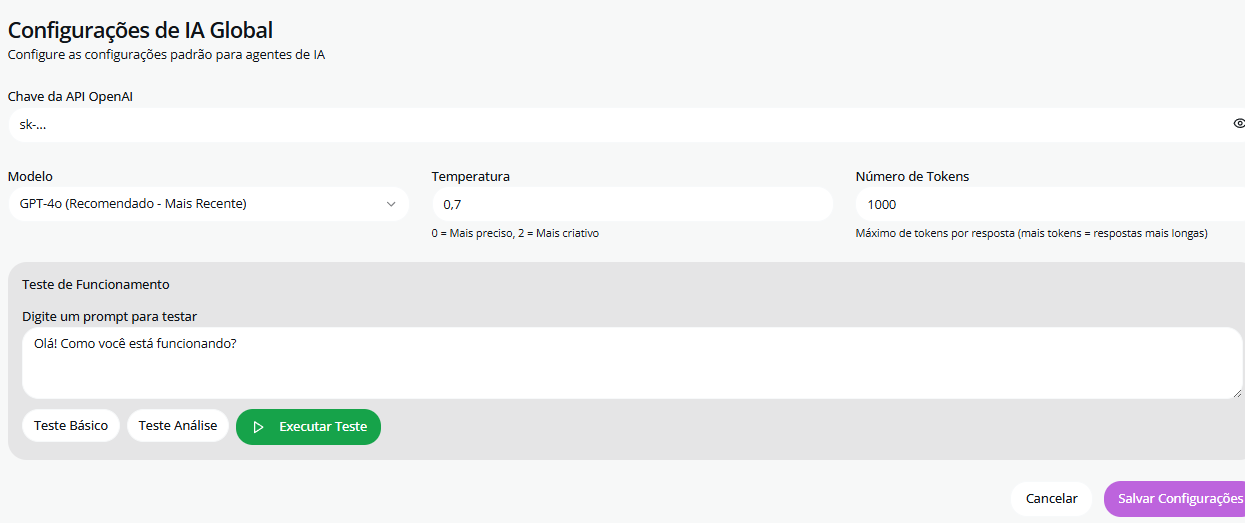 Configurações de IA Global
Configure as configurações padrão para agentes de IA
Chave da API OpenAI
sk-...
Modelo
GPT-4o (Recomendado - Mais Recente)
Temperatura
0,7
0 = Mais preciso, 2 = Mais criativo
Número de Tokens
1000
Máximo de tokens por resposta (mais tokens = respostas mais longas)
Teste de Funcionamento
Digite um prompt para testar
Olá! Como você está funcionando?
Teste Básico
Teste Análise
Executar Teste
Cancelar
Salvar Configurações